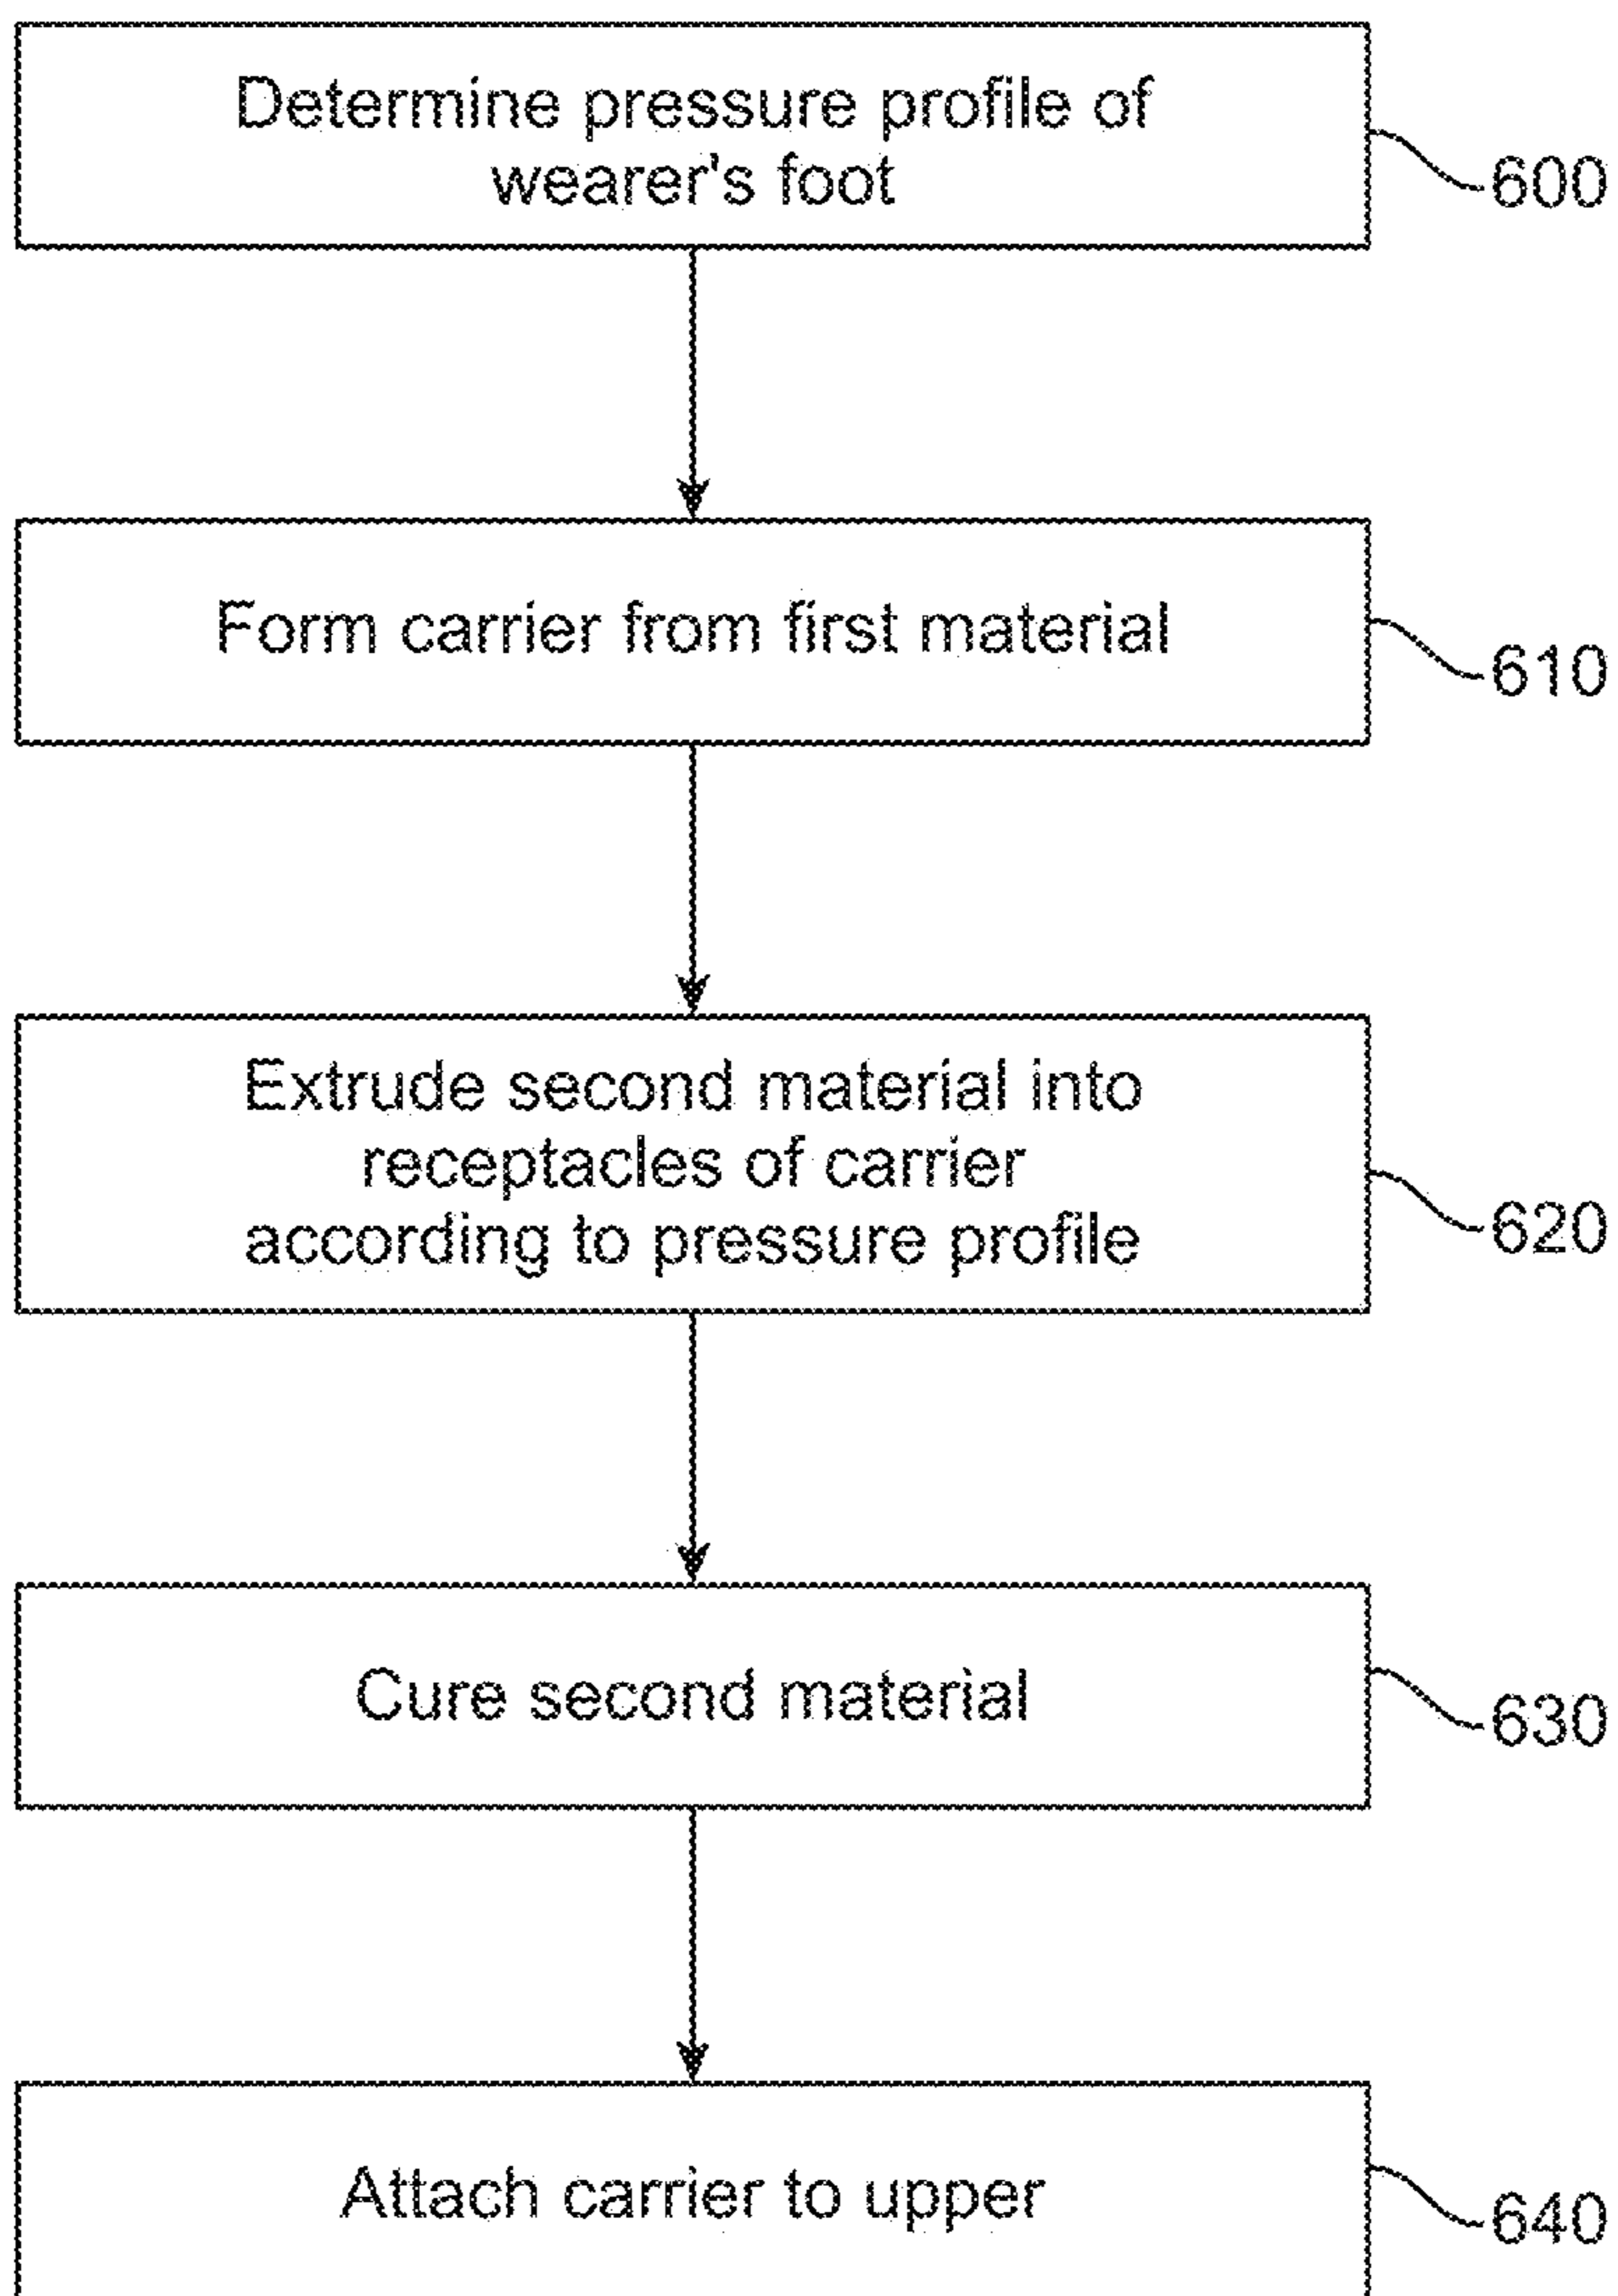 Determine pressure profile of
wearer's foot
600
Form carrier from first material
610
Extrude second material into
receptacles of carrier
according to pressure profile
620
Cure second material
630
Attach carrier to upper
640